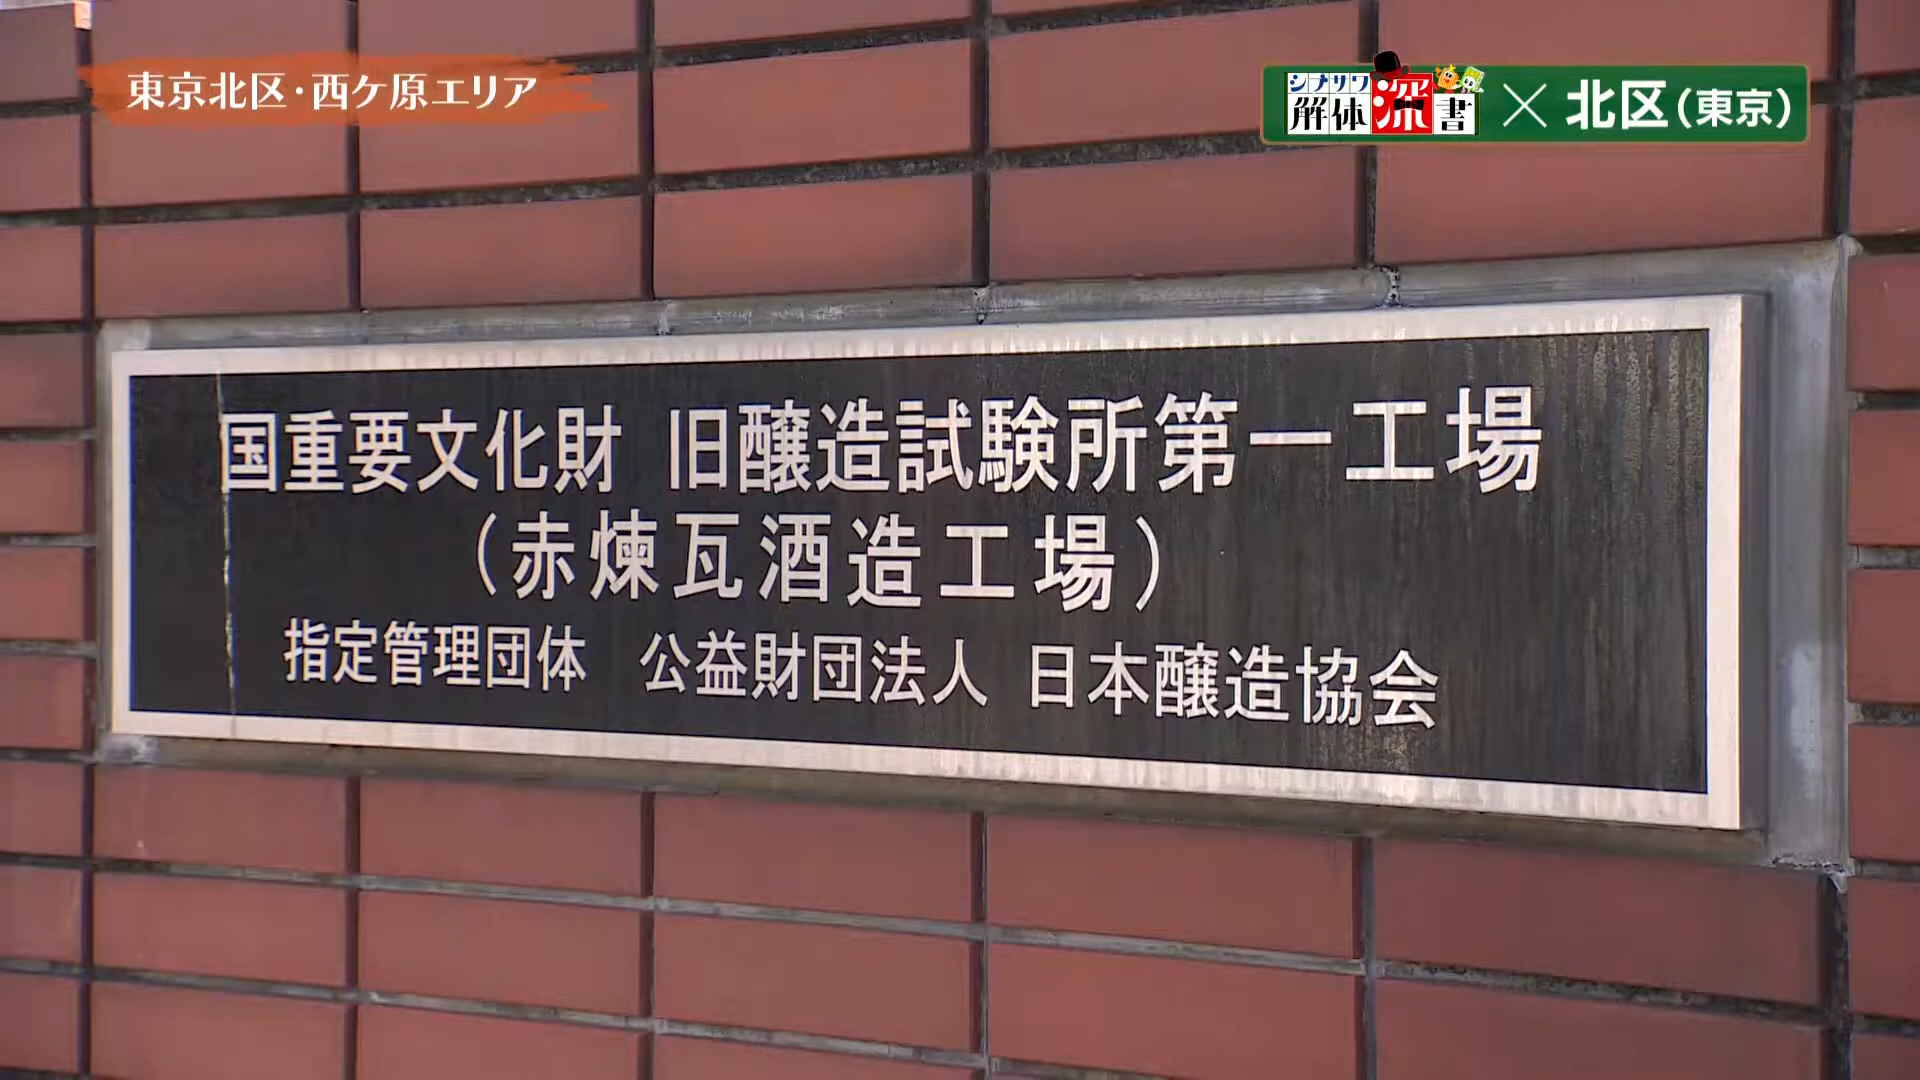 東京北区・西ケ原エリア
シナサワ
解体深書
×北区(東京)
国重要文化財 旧醸造試験所第一工場
(赤煉瓦酒造工場)
指定管理団体 公益財団法人 日本醸造協会